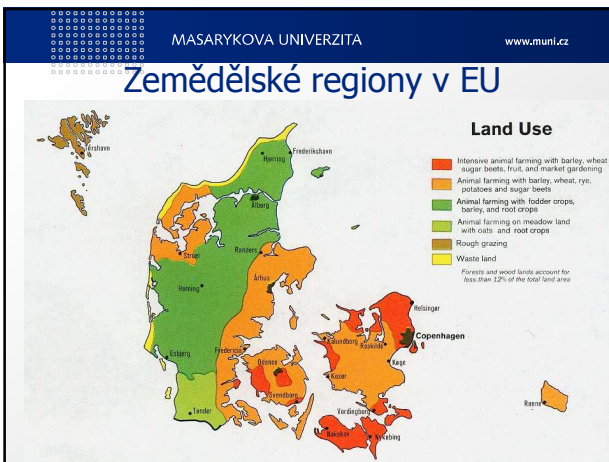 MASARYKOVA UNIVERZITA
www.muni.cz
Zemědělské regiony v EU
Land Use
Intensive animal farming with barley, wheat
sugar beets, fruit, and market gardening
Animal farming with barley, wheat, rye,
potatoes and sugar beets
Animal farming with fodder crops,
barley, and root crops
Animal farming on meadow land
with oats and root crops
Rough grazing
Waste land
Forests and wood lands account for
less than 12% of the total land area
Tórshavn
Hjørring
Frederikshavn
Ålborg
Struer
Randers
Århus
Herning
Helsingør
Copenhagen
Kalundborg
Roskilde
Køge
Esbjerg
Fredericia
Odense
Korsør
Svendborg
Vordingborg
Tønder
Nakskov
Nykøbing
Rønne